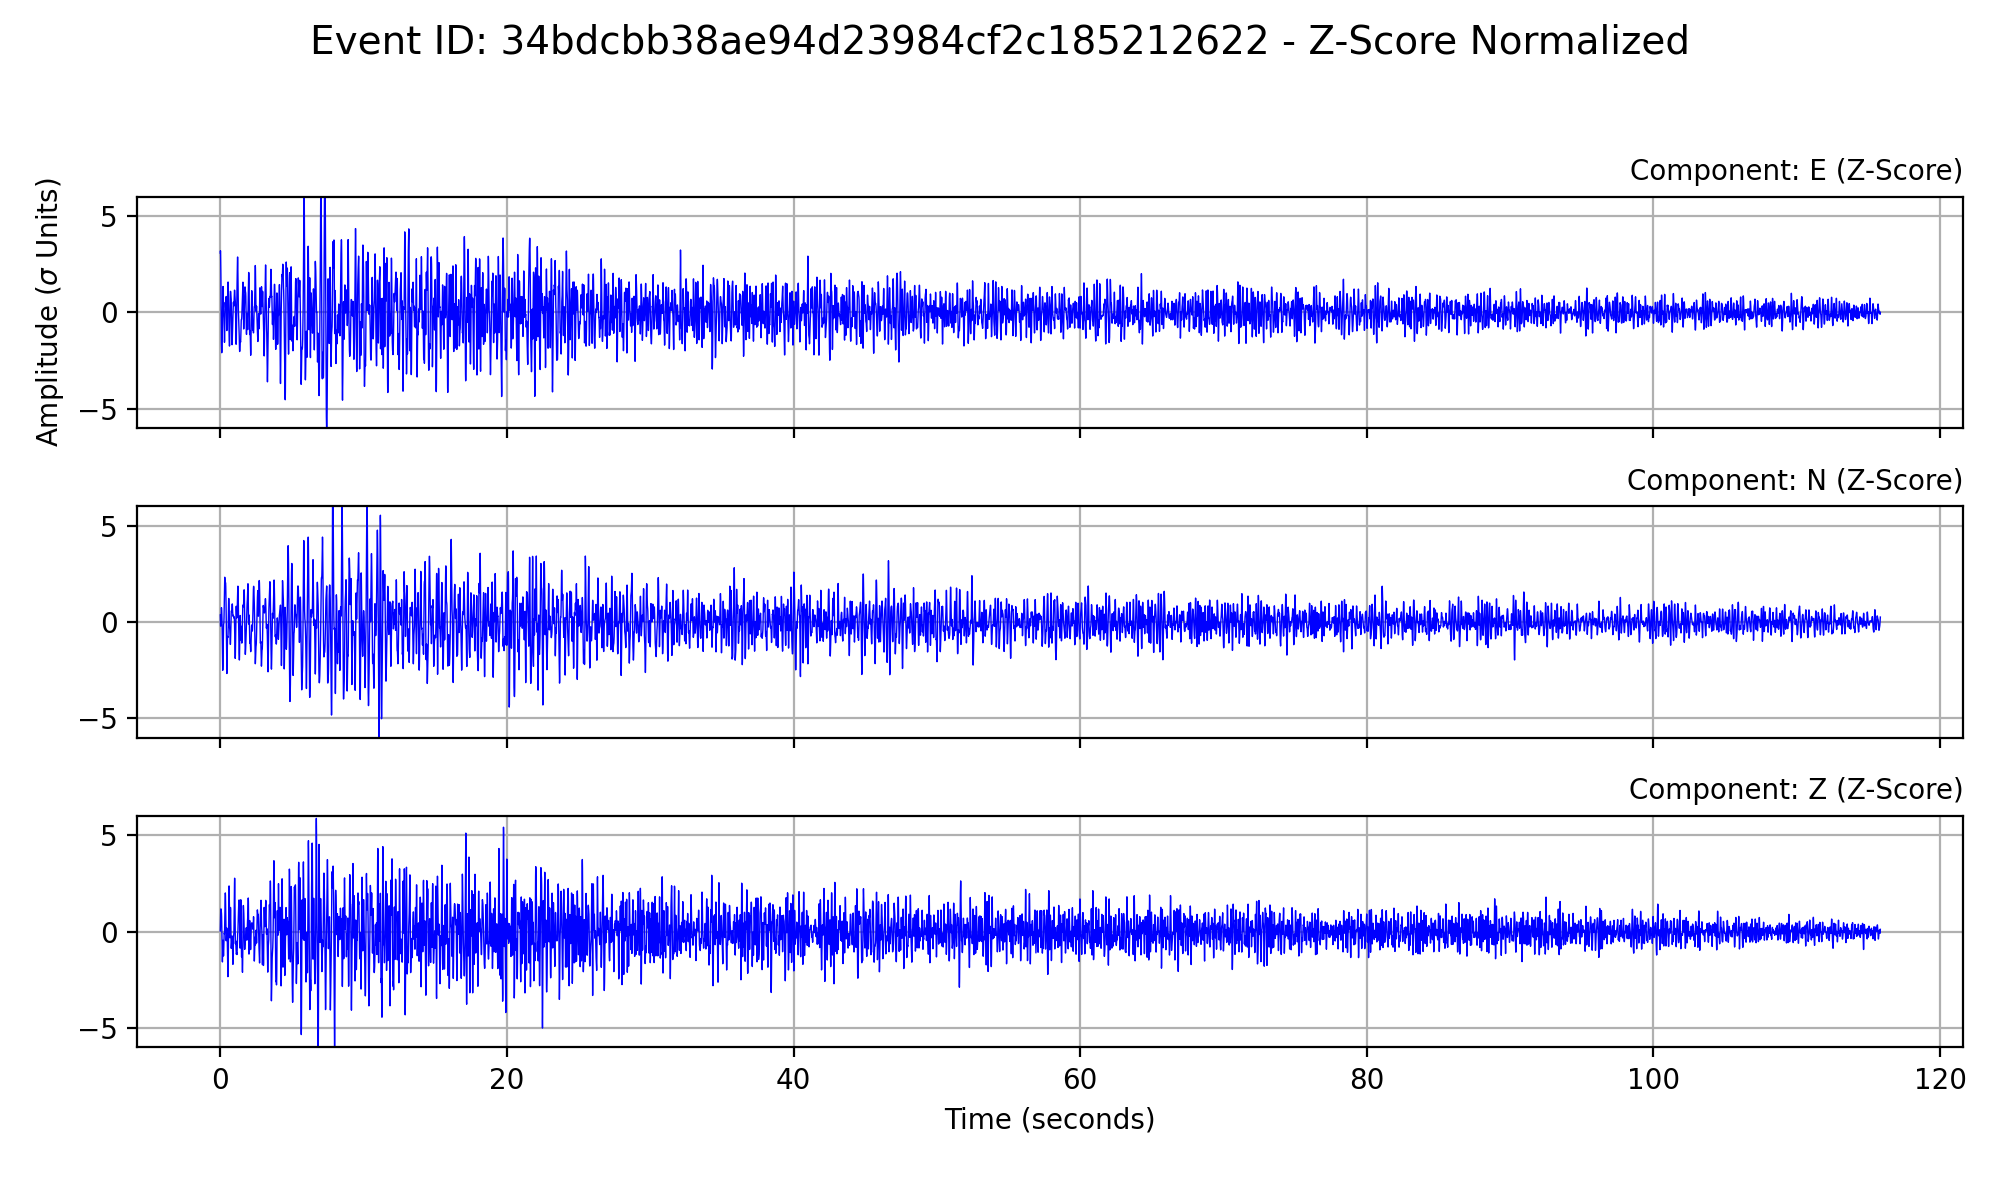 Event ID: 34bdcbb38ae94d23984cf2c185212622 - Z-Score Normalized
Component: E (Z-Score)
Amplitude (σ Units)
5
0
−5
Component: N (Z-Score)
5
0
−5
Component: Z (Z-Score)
5
0
−5
0 20 40 60 80 100 120
Time (seconds)